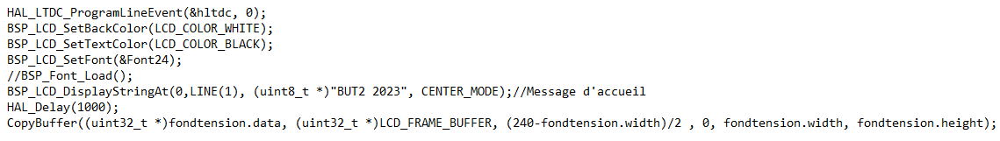 HAL_LTDC_ProgramLineEvent(&hltdc, 0);
BSP_LCD_SetBackColor(LCD_COLOR_WHITE);
BSP_LCD_SetTextColor(LCD_COLOR_BLACK);
BSP_LCD_SetFont(&Font24);
//BSP_Font_Load();
BSP_LCD_DisplayStringAt(0,LINE(1), (uint8_t *)"BUT2 2023", CENTER_MODE);//Message d'accueil
HAL_Delay(1000);
CopyBuffer((uint32_t *)fondtension.data, (uint32_t *)LCD_FRAME_BUFFER, (240-fondtension.width)/2 , 0, fondtension.width, fondtension.height);